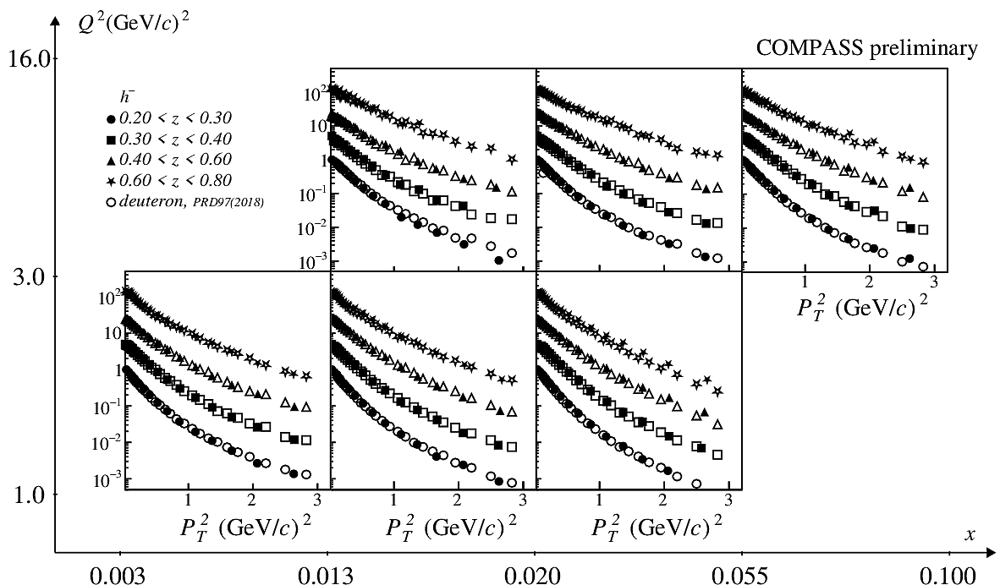 Q²(GeV/c)²
COMPASS preliminary
16.0
h⁻
0.20 < z < 0.30
0.30 < z < 0.40
0.40 < z < 0.60
0.60 < z < 0.80
deuteron, PRD97(2018)
10²
10
1
10⁻¹
10⁻²
10⁻³
3.0
1 2 3
P_T² (GeV/c)²
10²
10
1
10⁻¹
10⁻²
10⁻³
1.0
1 2 3 1 2 3 1 2 3
P_T² (GeV/c)² P_T² (GeV/c)² P_T² (GeV/c)²
x
0.003 0.013 0.020 0.055 0.100